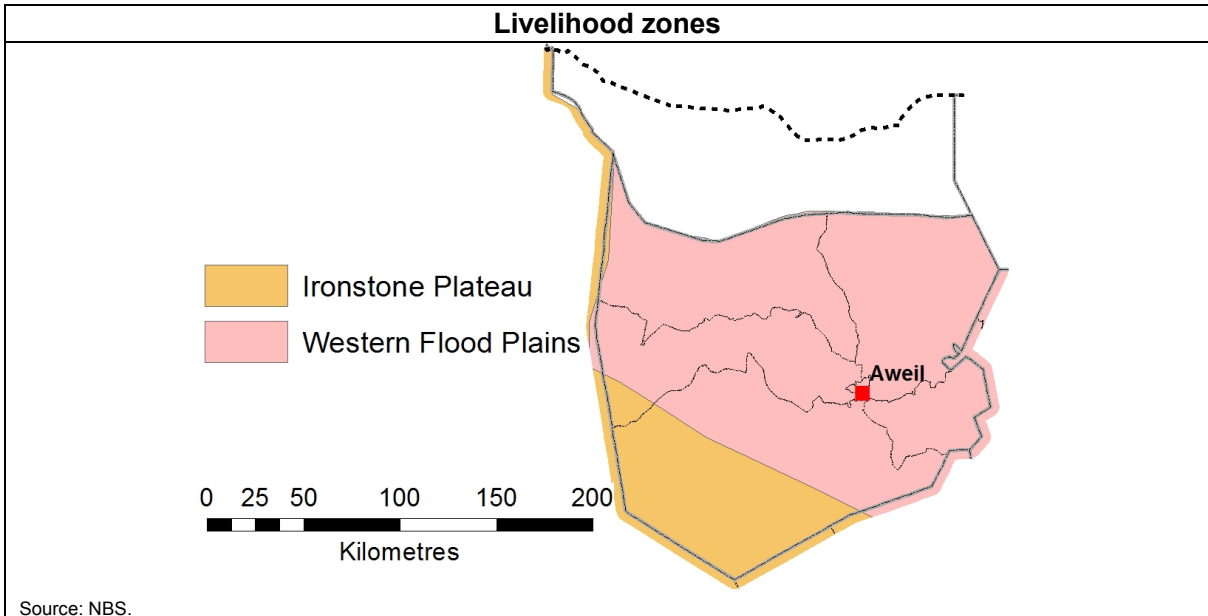 Livelihood zones
Ironstone Plateau
Western Flood Plains
Aweil
0 25 50 100 150 200
Kilometres
Source: NBS.